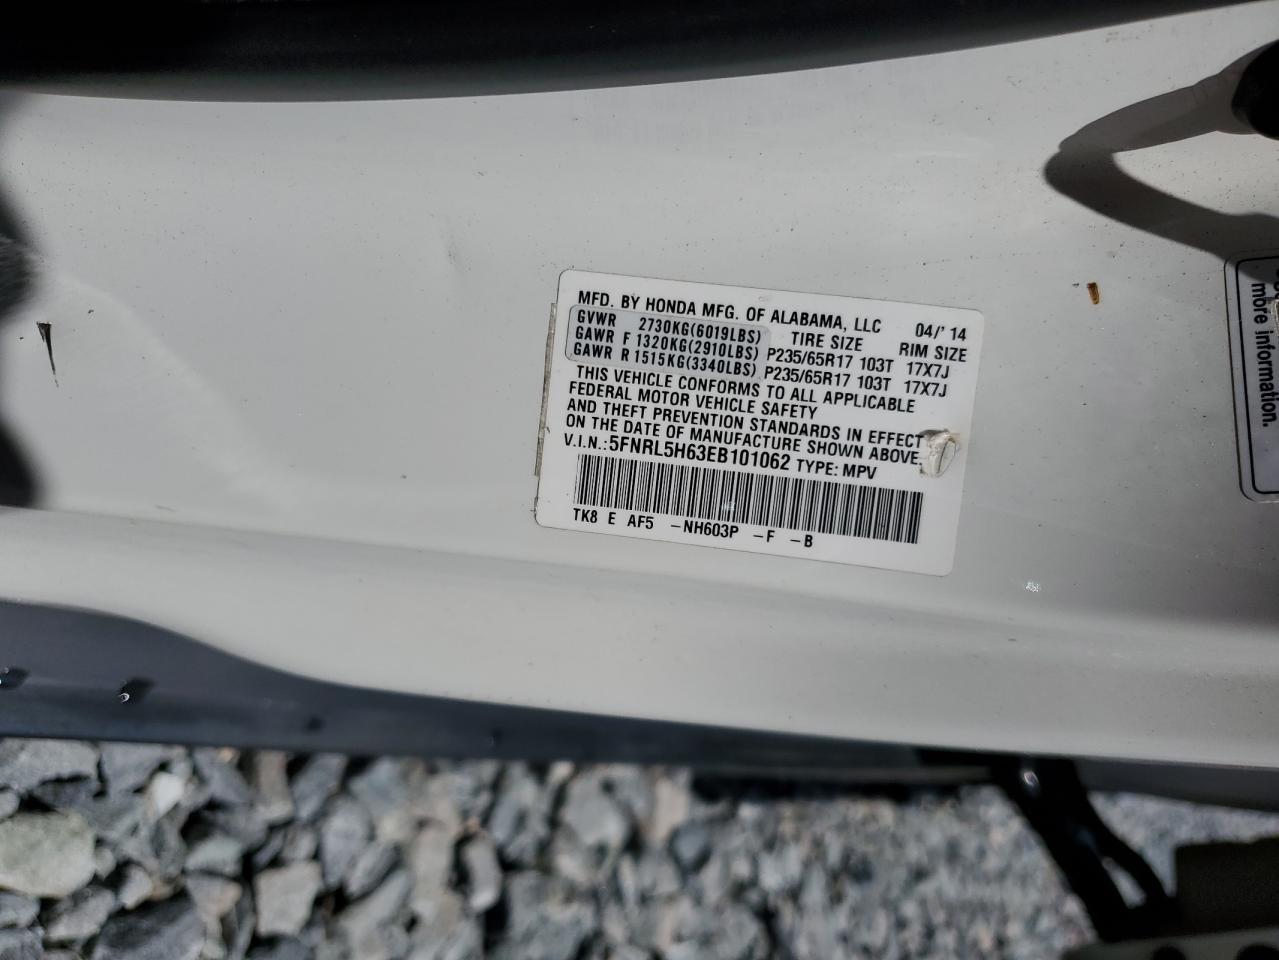 MFD. BY HONDA MFG. OF ALABAMA, LLC 04/'14
GVWR 2730KG(6019LBS) TIRE SIZE RIM SIZE
GAWR F 1320KG(2910LBS) P235/65R17 103T 17X7J
GAWR R 1515KG(3340LBS) P235/65R17 103T 17X7J
THIS VEHICLE CONFORMS TO ALL APPLICABLE
FEDERAL MOTOR VEHICLE SAFETY
AND THEFT PREVENTION STANDARDS IN EFFECT
ON THE DATE OF MANUFACTURE SHOWN ABOVE.
V.I.N.: 5FNRL5H63EB101062 TYPE: MPV
TK8 E AF5 -NH603P -F -B
more information.